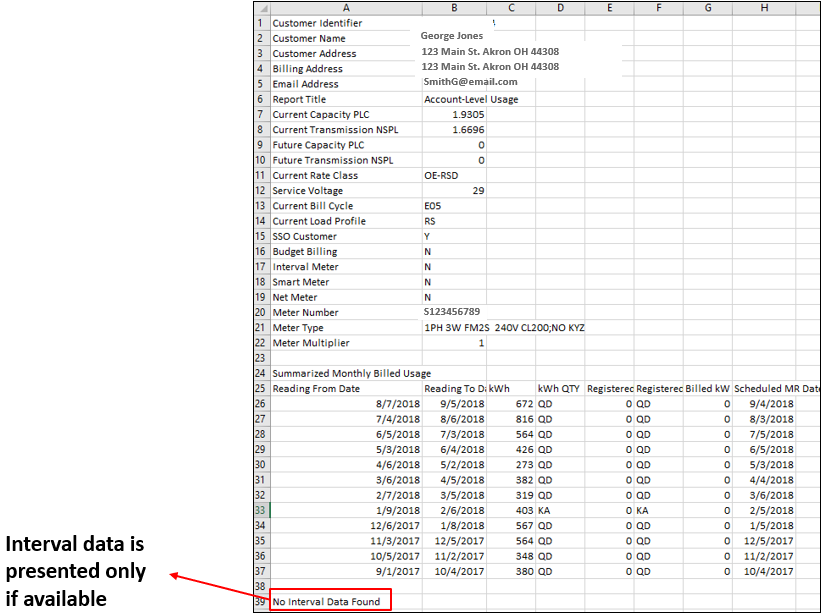 A B C D E F G H
1 Customer Identifier
2 Customer Name George Jones
3 Customer Address 123 Main St. Akron OH 44308
4 Billing Address 123 Main St. Akron OH 44308
5 Email Address SmithG@email.com
6 Report Title Account-Level Usage
7 Current Capacity PLC 1.9305
8 Current Transmission NSPL 1.6696
9 Future Capacity PLC 0
10 Future Transmission NSPL 0
11 Current Rate Class OE-RSD
12 Service Voltage 29
13 Current Bill Cycle E05
14 Current Load Profile RS
15 SSO Customer Y
16 Budget Billing N
17 Interval Meter N
18 Smart Meter N
19 Net Meter N
20 Meter Number S123456789
21 Meter Type 1PH 3W FM2S 240V CL200;NO KYZ
22 Meter Multiplier 1
23
24 Summarized Monthly Billed Usage
25 Reading From Date Reading To Da kWh kWh QTY Registered Registered Billed kW Scheduled MR Date
26 8/7/2018 9/5/2018 672 QD 0 QD 0 9/4/2018
27 7/4/2018 8/6/2018 816 QD 0 QD 0 8/3/2018
28 6/5/2018 7/3/2018 564 QD 0 QD 0 7/5/2018
29 5/3/2018 6/4/2018 426 QD 0 QD 0 6/5/2018
30 4/6/2018 5/2/2018 273 QD 0 QD 0 5/3/2018
31 3/6/2018 4/5/2018 382 QD 0 QD 0 4/4/2018
32 2/7/2018 3/5/2018 319 QD 0 QD 0 3/6/2018
33 1/9/2018 2/6/2018 403 KA 0 KA 0 2/5/2018
34 12/6/2017 1/8/2018 567 QD 0 QD 0 1/5/2018
35 11/3/2017 12/5/2017 564 QD 0 QD 0 12/5/2017
36 10/5/2017 11/2/2017 348 QD 0 QD 0 11/2/2017
37 9/1/2017 10/4/2017 380 QD 0 QD 0 10/4/2017
38
39 No Interval Data Found
Interval data is
presented only
if available